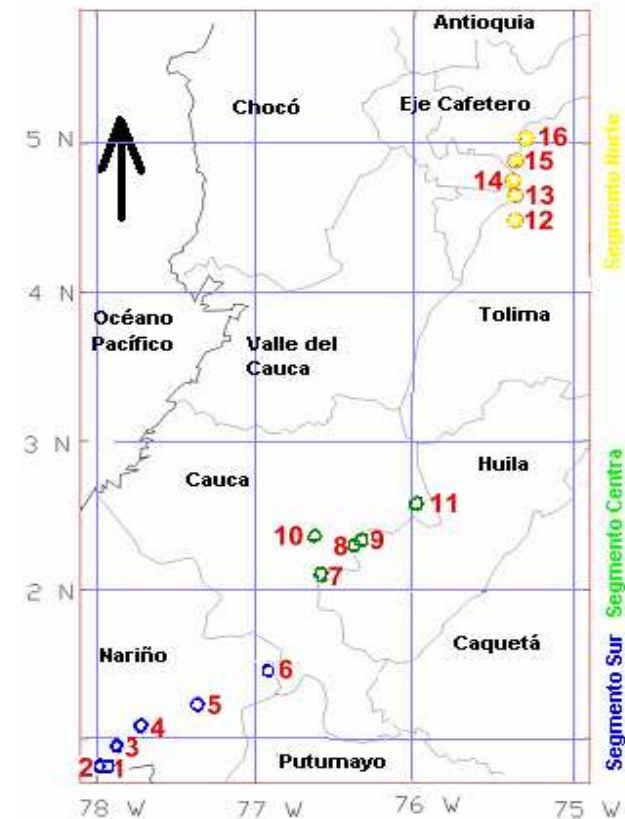 Antioquia
Chocó
Eje Cafetero
16
5 N
15
14
13
12
Segmento Norte
4 N
Océano
Pacífico
Valle del
Cauca
Tolima
3 N
Cauca
Huila
11
10
9
8
7
Segmento Centra
2 N
Nariño
Caquetá
6
5
4
3
2
1
Putumayo
Segmento Sur
78 W
77 W
76 W
75 W